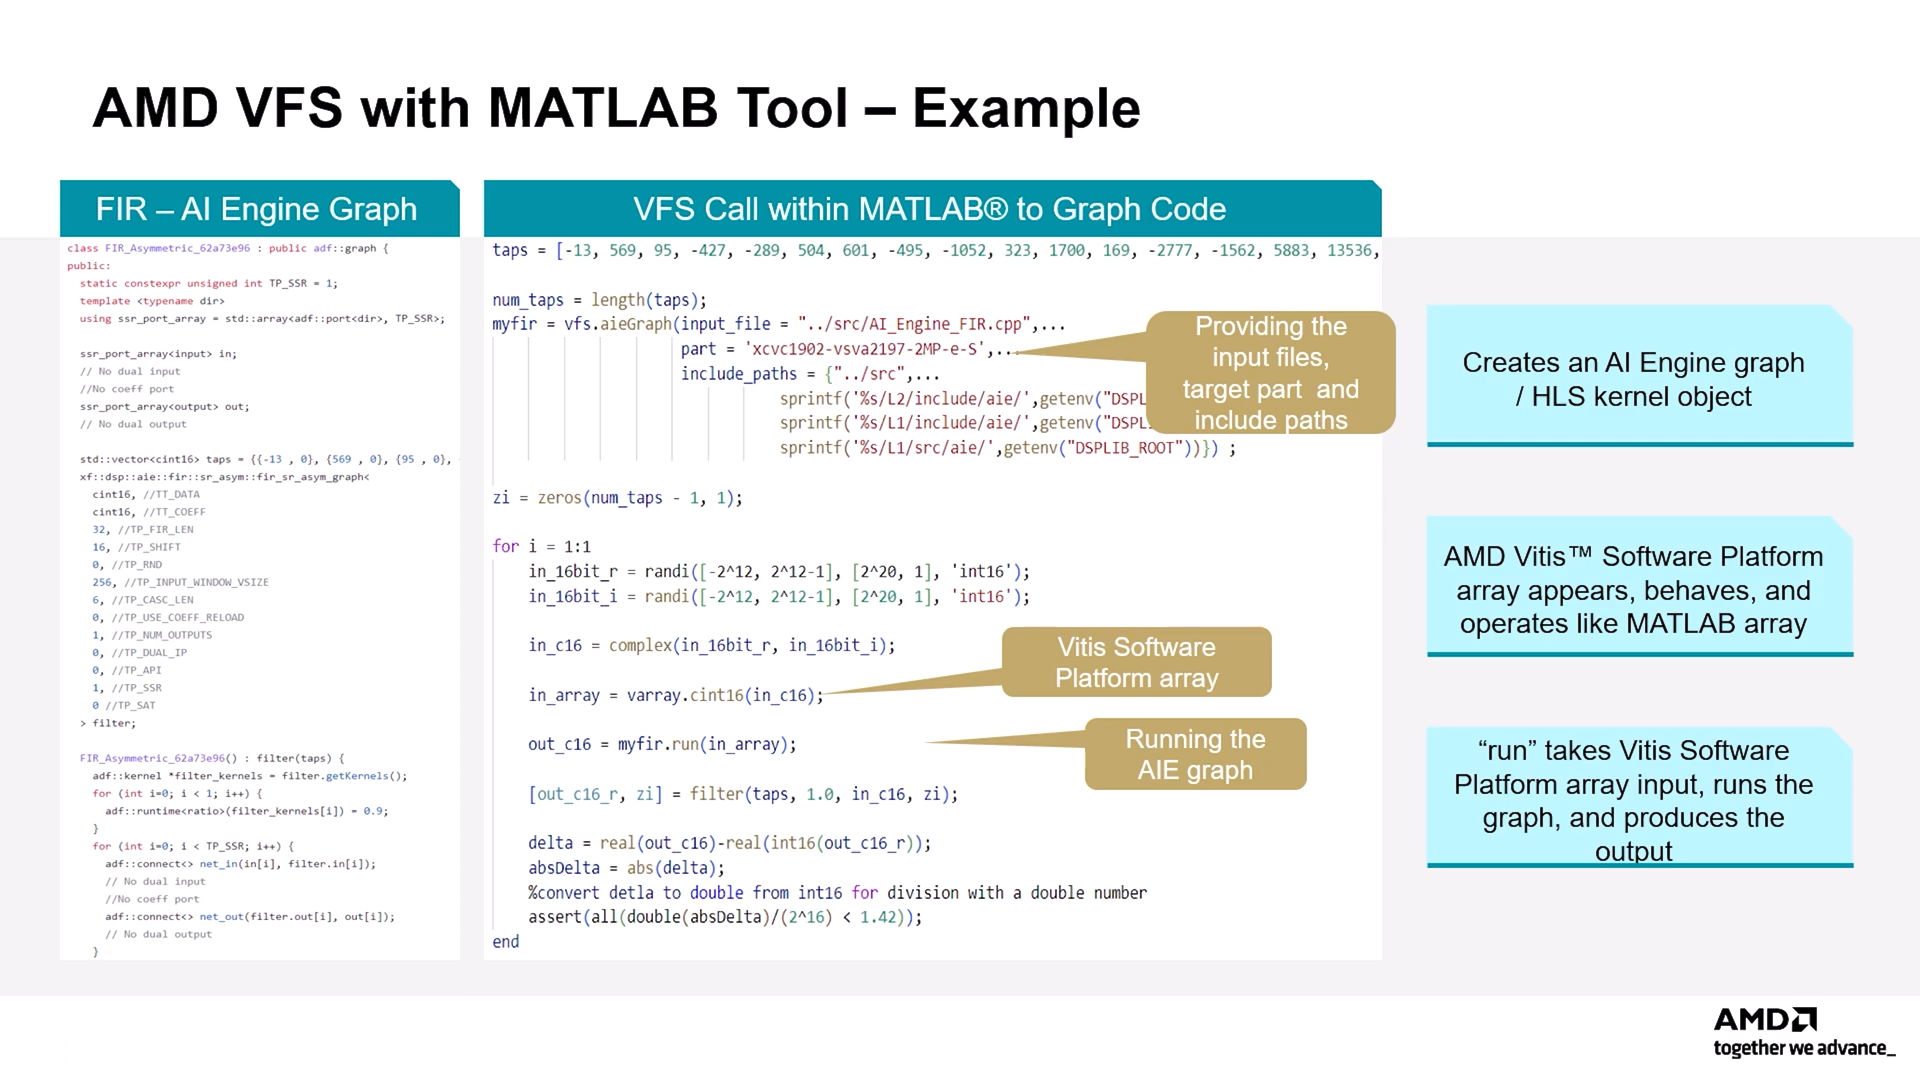 AMD VFS with MATLAB Tool – Example
FIR – AI Engine Graph
class FIR_Asymmetric_62a73e96 : public adf::graph {
public:
static constexpr unsigned int TP_SSR = 1;
template <typename dir>
using ssr_port_array = std::array<adf::port<dir>, TP_SSR>;
ssr_port_array<input> in;
// No dual input
//No coeff port
ssr_port_array<output> out;
// No dual output
std::vector<cint16> taps = {{-13 , 0}, {569 , 0}, {95 , 0},
xf::dsp::aie::fir::sr_asym::fir_sr_asym_graph<
cint16, //TT_DATA
cint16, //TT_COEFF
32, //TP_FIR_LEN
16, //TP_SHIFT
0, //TP_RND
256, //TP_INPUT_WINDOW_VSIZE
6, //TP_CASC_LEN
0, //TP_USE_COEFF_RELOAD
1, //TP_NUM_OUTPUTS
0, //TP_DUAL_IP
0, //TP_API
1, //TP_SSR
0 //TP_SAT
> filter;
FIR_Asymmetric_62a73e96() : filter(taps) {
adf::kernel *filter_kernels = filter.getKernels();
for (int i=0; i < 1; i++) {
adf::runtime<ratio>(filter_kernels[i]) = 0.9;
}
for (int i=0; i < TP_SSR; i++) {
adf::connect<> net_in(in[i], filter.in[i]);
// No dual input
//No coeff port
adf::connect<> net_out(filter.out[i], out[i]);
// No dual output
}
VFS Call within MATLAB® to Graph Code
taps = [-13, 569, 95, -427, -289, 504, 601, -495, -1052, 323, 1700, 169, -2777, -1562, 5883, 13536,
num_taps = length(taps);
myfir = vfs.aieGraph(input_file = "../src/AI_Engine_FIR.cpp",...
part = 'xcvc1902-vsva2197-2MP-e-S',...
include_paths = {"../src",...
sprintf('%s/L2/include/aie/',getenv("DSPL
sprintf('%s/L1/include/aie/',getenv("DSPL
sprintf('%s/L1/src/aie/',getenv("DSPLIB_ROOT"))}) ;
zi = zeros(num_taps - 1, 1);
for i = 1:1
in_16bit_r = randi([-2^12, 2^12-1], [2^20, 1], 'int16');
in_16bit_i = randi([-2^12, 2^12-1], [2^20, 1], 'int16');
in_c16 = complex(in_16bit_r, in_16bit_i);
in_array = varray.cint16(in_c16);
out_c16 = myfir.run(in_array);
[out_c16_r, zi] = filter(taps, 1.0, in_c16, zi);
delta = real(out_c16)-real(int16(out_c16_r));
absDelta = abs(delta);
%convert detla to double from int16 for division with a double number
assert(all(double(absDelta)/(2^16) < 1.42));
end
Providing the
input files,
target part and
include paths
Vitis Software
Platform array
Running the
AIE graph
Creates an AI Engine graph
/ HLS kernel object
AMD Vitis™ Software Platform
array appears, behaves, and
operates like MATLAB array
“run” takes Vitis Software
Platform array input, runs the
graph, and produces the
output
AMD
together we advance_